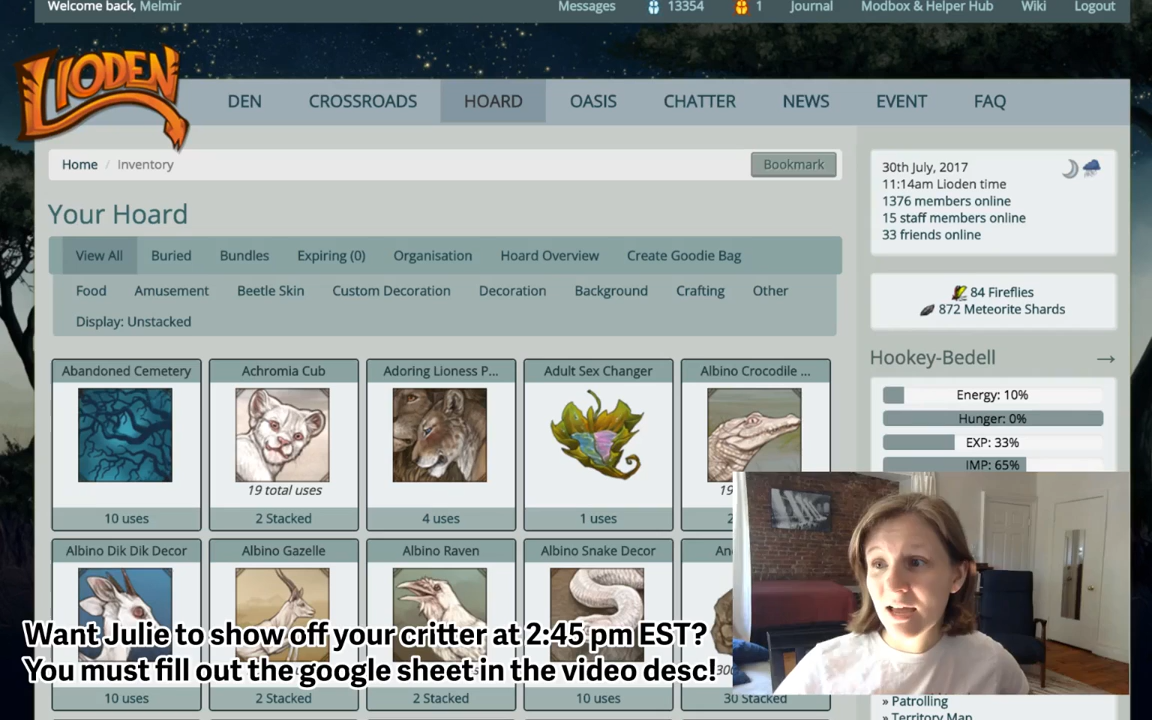 Welcome back, Melmir
Messages 13354 1 Journal Modbox & Helper Hub Wiki Logout
LIODEN
DEN CROSSROADS HOARD OASIS CHATTER NEWS EVENT FAQ
Home / Inventory
Bookmark
Your Hoard
View All Buried Bundles Expiring (0) Organisation Hoard Overview Create Goodie Bag
Food Amusement Beetle Skin Custom Decoration Decoration Background Crafting Other
Display: Unstacked
Abandoned Cemetery Achromia Cub Adoring Lioness P... Adult Sex Changer Albino Crocodile ...
19 total uses
10 uses 2 Stacked 4 uses 1 uses
Albino Dik Dik Decor Albino Gazelle Albino Raven Albino Snake Decor
10 uses 2 Stacked 2 Stacked 10 uses 30 Stacked
30th July, 2017
11:14am Lioden time
1376 members online
15 staff members online
33 friends online
84 Fireflies
872 Meteorite Shards
Hookey-Bedell →
Energy: 10%
Hunger: 0%
EXP: 33%
IMP: 65%
» Patrolling
» Territory Map
Want Julie to show off your critter at 2:45 pm EST?
You must fill out the google sheet in the video desc!